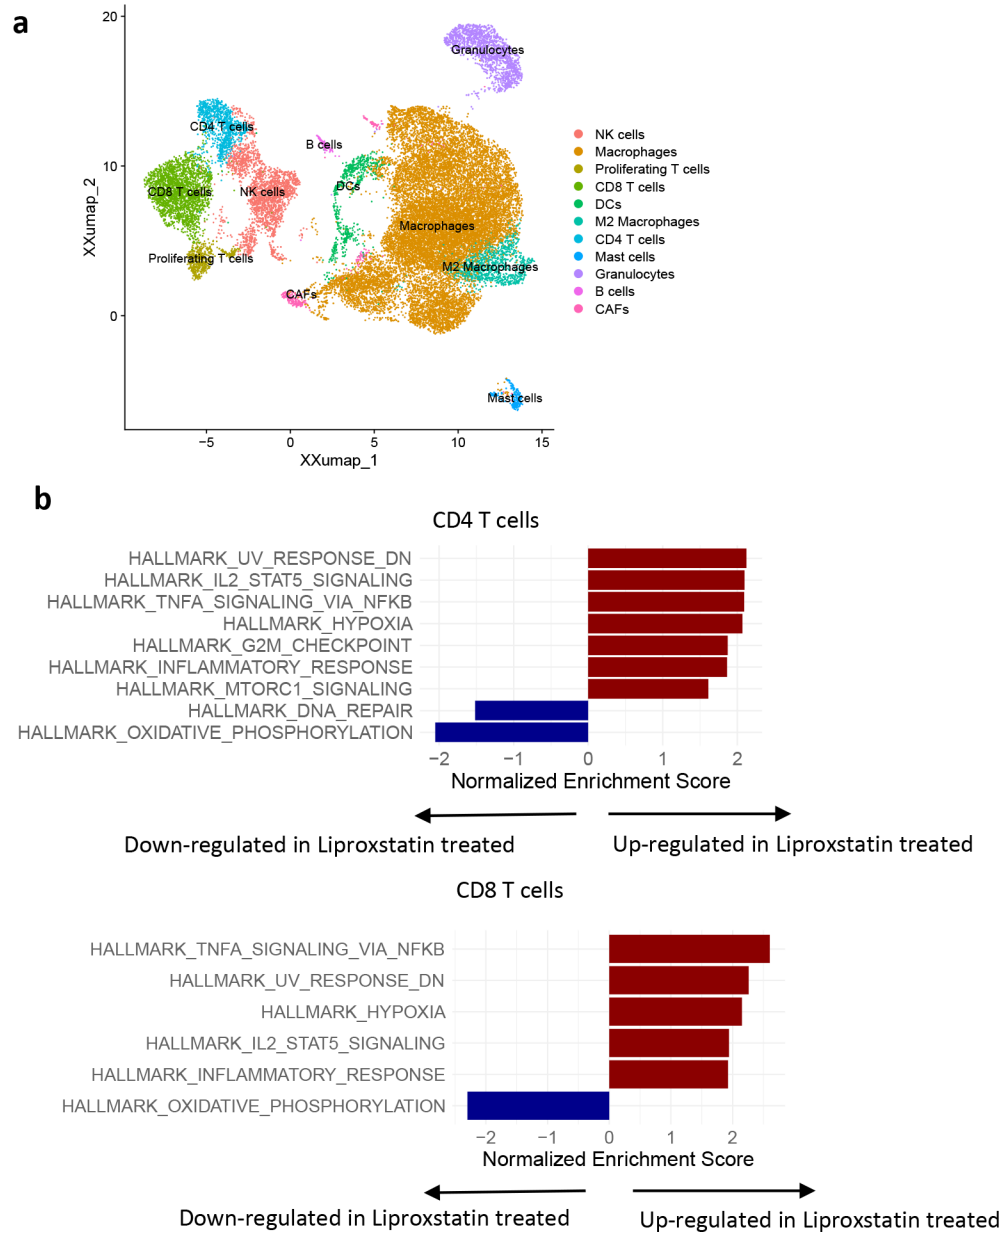 a
20
10
0
XXumap_2
Granulocytes
CD4 T cells
B cells
CD8 T cells
NK cells
DCs
Macrophages
Proliferating T cells
M2 Macrophages
CAFs
Mast cells
−5
0
5
10
15
XXumap_1
NK cells
Macrophages
Proliferating T cells
CD8 T cells
DCs
M2 Macrophages
CD4 T cells
Mast cells
Granulocytes
B cells
CAFs
b
CD4 T cells
HALLMARK_UV_RESPONSE_DN
HALLMARK_IL2_STAT5_SIGNALING
HALLMARK_TNFA_SIGNALING_VIA_NFKB
HALLMARK_HYPOXIA
HALLMARK_G2M_CHECKPOINT
HALLMARK_INFLAMMATORY_RESPONSE
HALLMARK_MTORC1_SIGNALING
HALLMARK_DNA_REPAIR
HALLMARK_OXIDATIVE_PHOSPHORYLATION
−2 −1 0 1 2
Normalized Enrichment Score
Down-regulated in Liproxstatin treated
Up-regulated in Liproxstatin treated
CD8 T cells
HALLMARK_TNFA_SIGNALING_VIA_NFKB
HALLMARK_UV_RESPONSE_DN
HALLMARK_HYPOXIA
HALLMARK_IL2_STAT5_SIGNALING
HALLMARK_INFLAMMATORY_RESPONSE
HALLMARK_OXIDATIVE_PHOSPHORYLATION
−2 −1 0 1 2
Normalized Enrichment Score
Down-regulated in Liproxstatin treated
Up-regulated in Liproxstatin treated